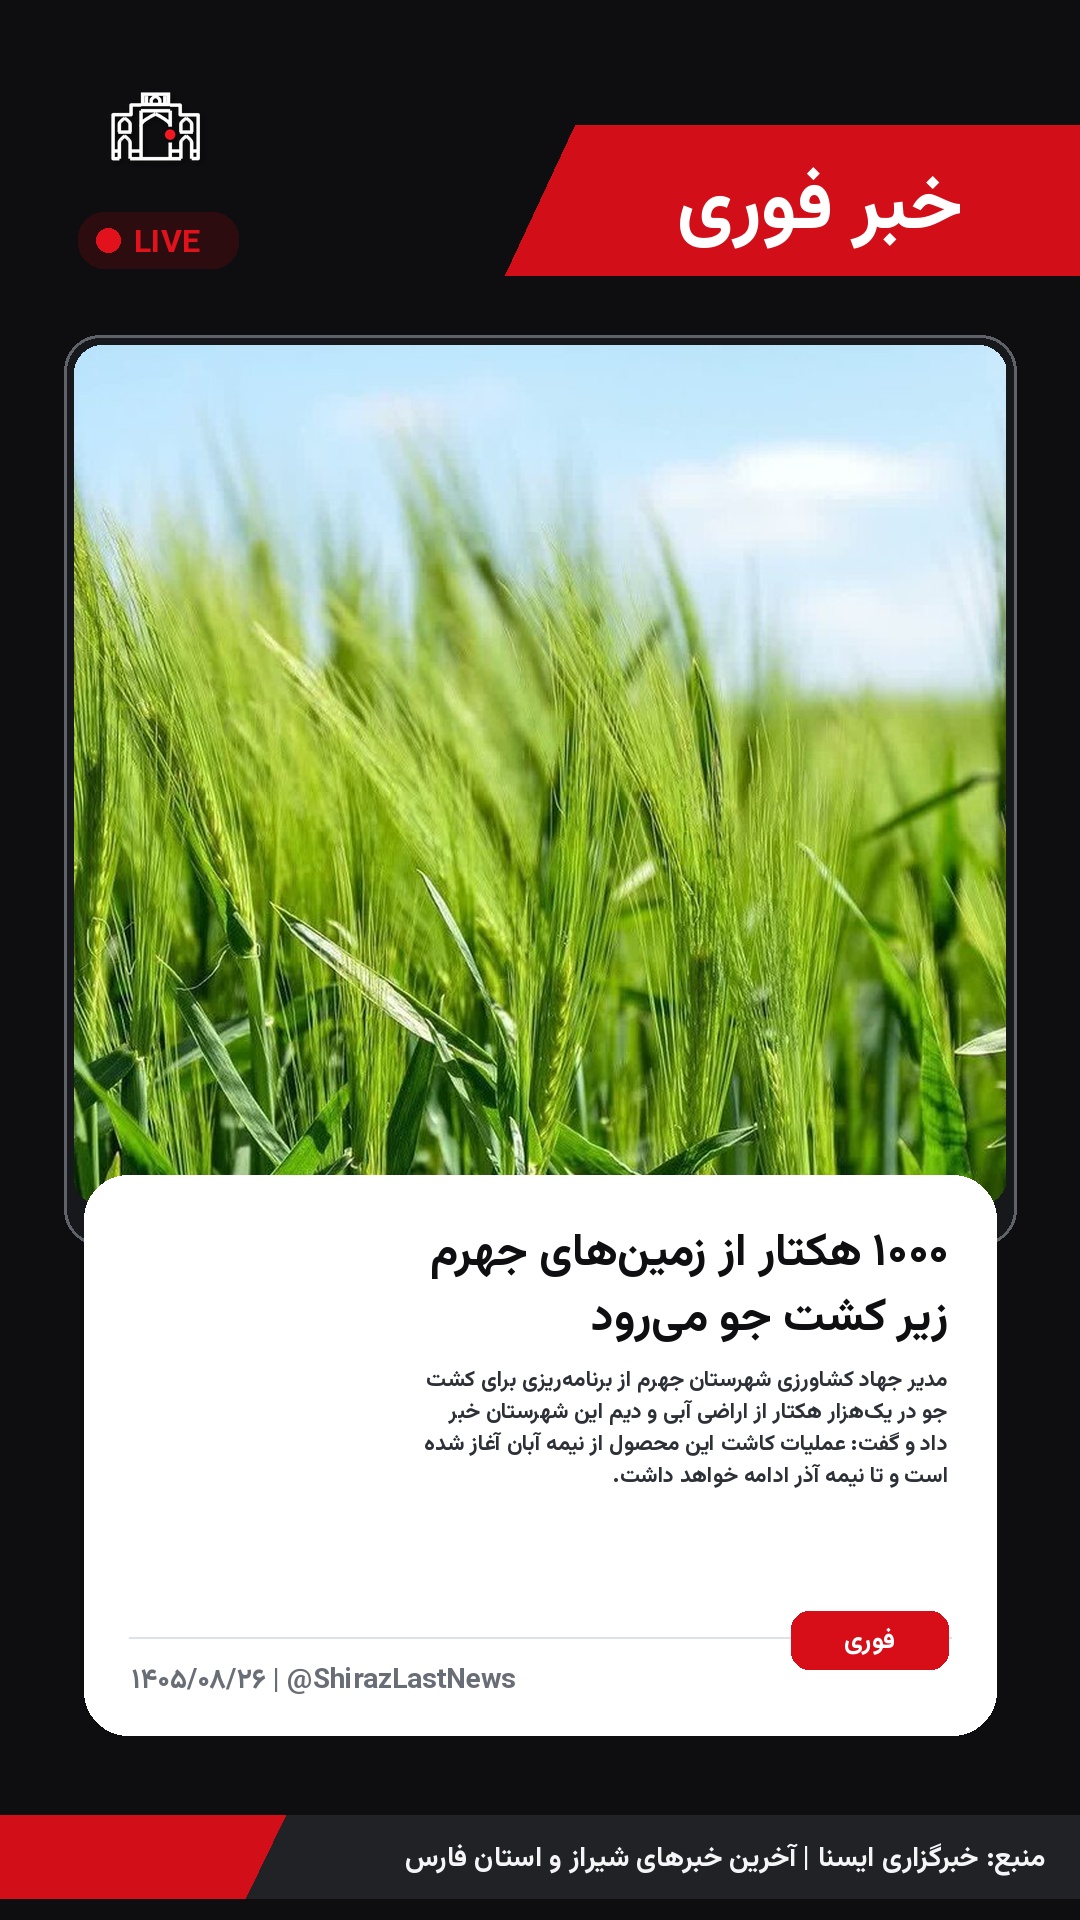 LIVE
خبر فوری
۱۰۰۰ هکتار از زمین‌های جهرم
زیر کشت جو می‌رود
مدیر جهاد کشاورزی شهرستان جهرم از برنامه‌ریزی برای کشت
جو در یک‌هزار هکتار از اراضی آبی و دیم این شهرستان خبر
داد و گفت: عملیات کاشت این محصول از نیمه آبان آغاز شده
است و تا نیمه آذر ادامه خواهد داشت.
فوری
۱۴۰۵/۰۸/۲۶ | @ShirazLastNews
منبع: خبرگزاری ایسنا | آخرین خبرهای شیراز و استان فارس